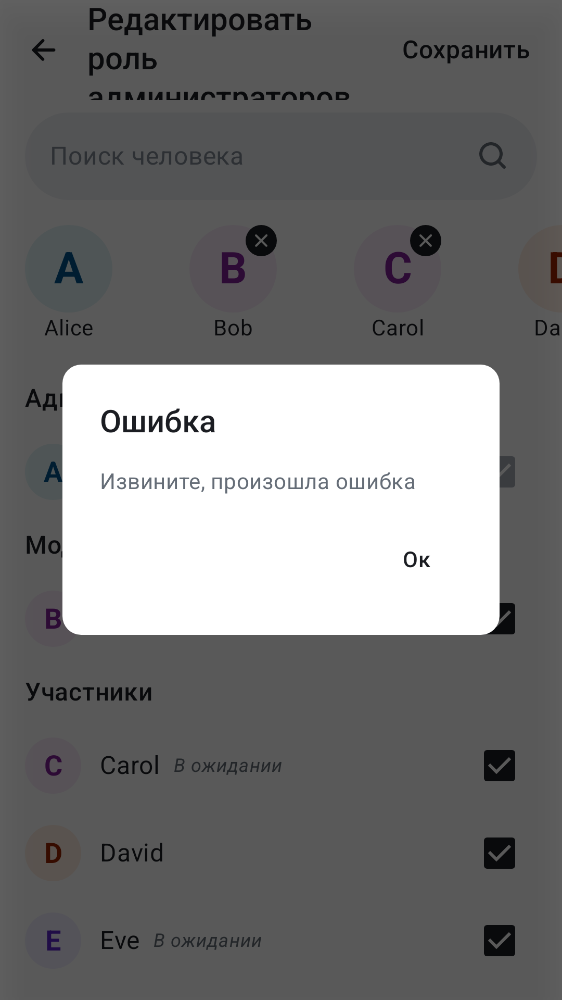 Редактировать
роль
администраторов
Сохранить
Поиск человека
A
B
C
D
Alice
Bob
Carol
Da
Ад
A
Ошибка
Извините, произошла ошибка
Ок
Мо
B
Участники
C
Carol В ожидании
D
David
E
Eve В ожидании